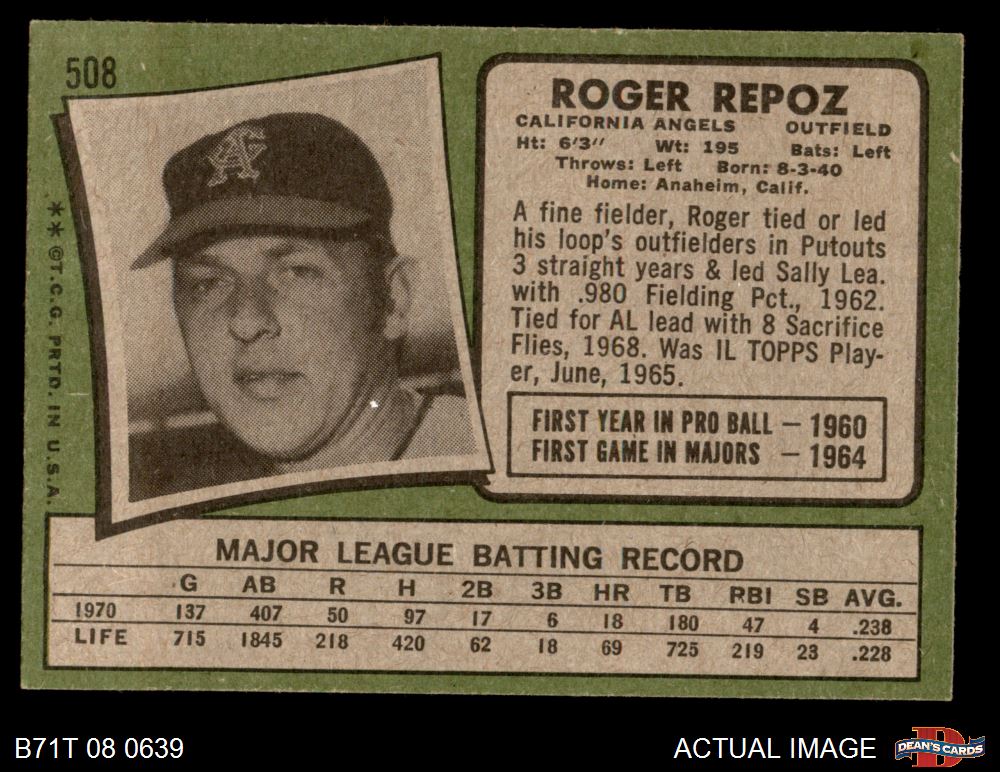 508
ROGER REPOZ
CALIFORNIA ANGELS OUTFIELD
Ht: 6'3" Wt: 195 Bats: Left
Throws: Left Born: 8-3-40
Home: Anaheim, Calif.
A fine fielder, Roger tied or led
his loop's outfielders in Putouts
3 straight years & led Sally Lea.
with .980 Fielding Pct., 1962.
Tied for AL lead with 8 Sacrifice
Flies, 1968. Was IL TOPPS Play-
er, June, 1965.
FIRST YEAR IN PRO BALL – 1960
FIRST GAME IN MAJORS – 1964
**©T.C.G. PRTD. IN U.S.A.
MAJOR LEAGUE BATTING RECORD
G AB R H 2B 3B HR TB RBI SB AVG.
1970 137 407 50 97 17 6 18 180 47 4 .238
LIFE 715 1845 218 420 62 18 69 725 219 23 .228
B71T 08 0639
ACTUAL IMAGE
D
DEAN'S CARDS